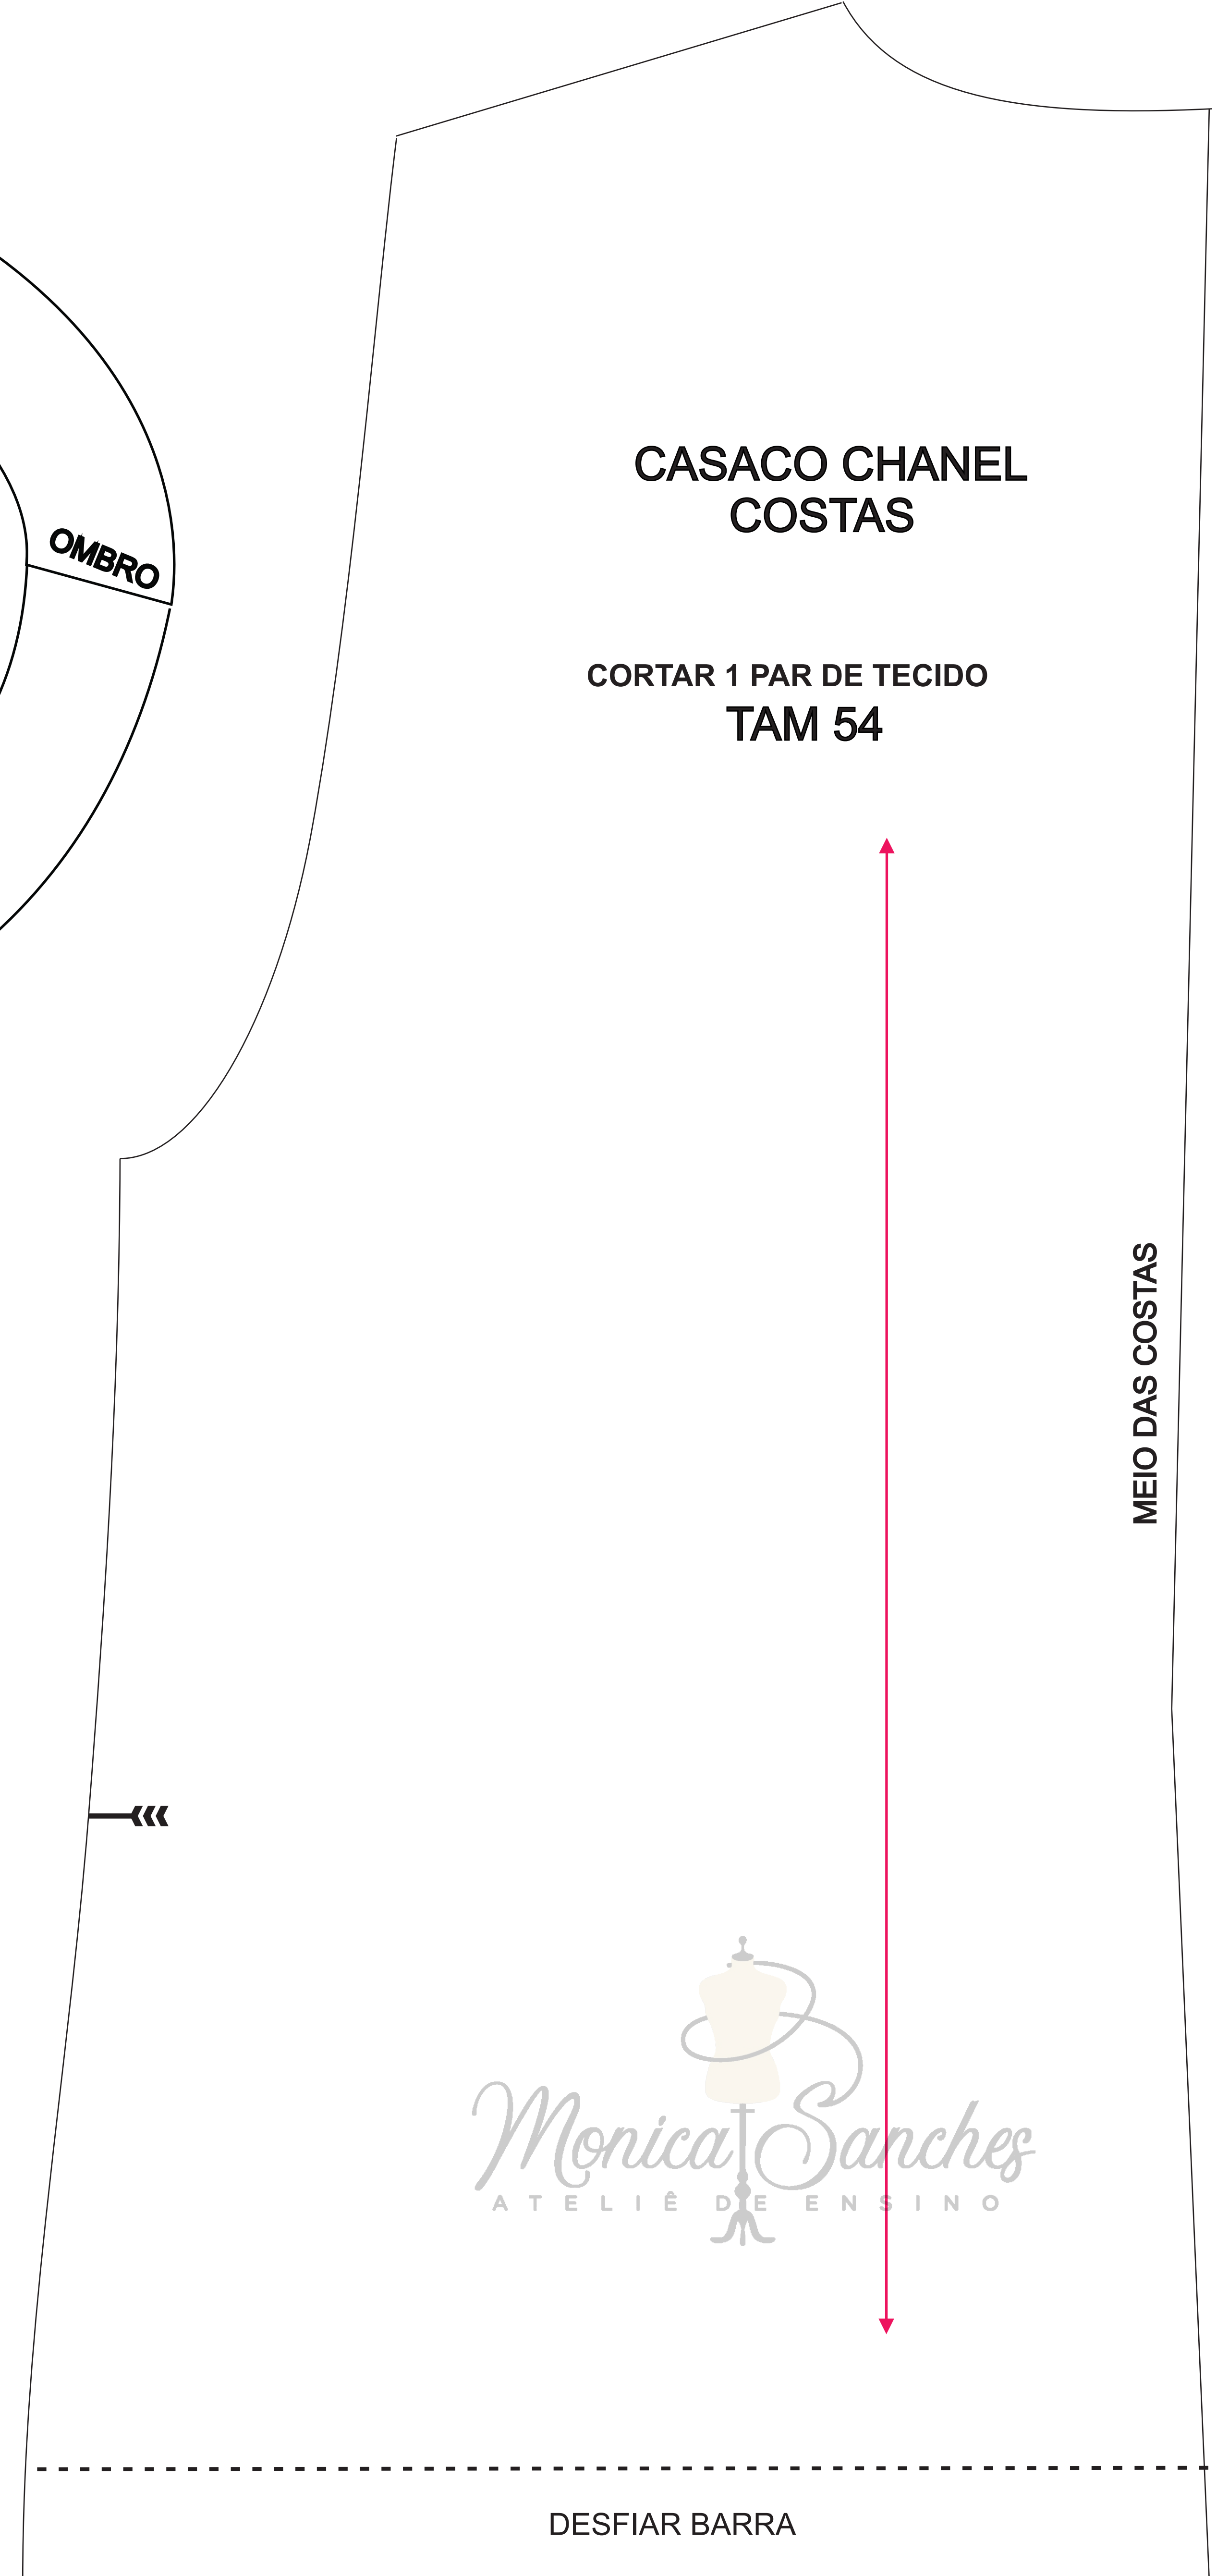 OMBRO
CASACO CHANEL
COSTAS
CORTAR 1 PAR DE TECIDO
TAM 54
MEIO DAS COSTAS
Monica Sanches
ATELIÊ DE ENSINO
DESFIAR BARRA